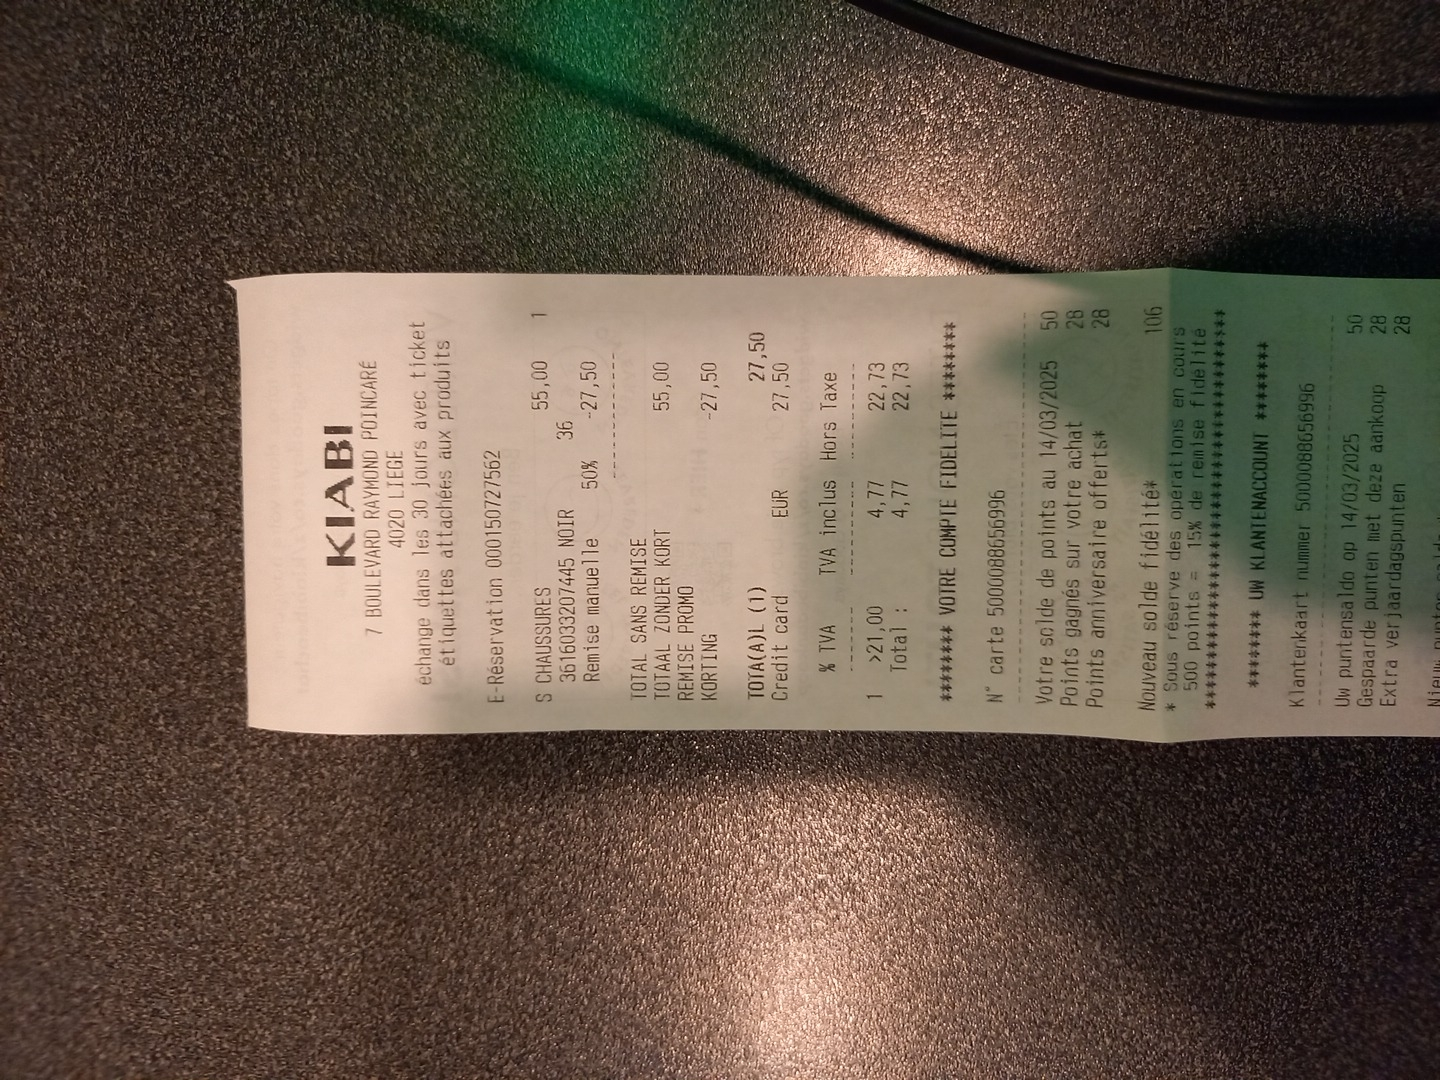 KIABI
7 BOULEVARD RAYMOND POINCARÉ
4020 LIEGE
échange dans les 30 jours avec ticket
étiquettes attachées aux produits
E-Réservation 000150727562
S CHAUSSURES 55,00 1
3616033207445 NOIR 36
Remise manuelle 50% -27,50
TOTAL SANS REMISE
TOTAAL ZONDER KORT 55,00
REMISE PROMO
KORTING -27,50
TOTA(A)L (1) 27,50
Credit card EUR 27,50
% TVA TVA inclus Hors Taxe
1 >21,00 4,77 22,73
Total : 4,77 22,73
******* VOTRE COMPTE FIDELITE ********
N° carte 5000088656996
Votre solde de points au 14/03/2025 50
Points gagnés sur votre achat 28
Points anniversaire offerts* 28
Nouveau solde fidélité* 106
* Sous réserve des opérations en cours
500 points = 15% de remise fidélité
****************************************
******** UW KLANTENACCOUNT ********
Klantenkaart nummer 5000088656996
Uw puntensaldo op 14/03/2025 50
Gespaarde punten met deze aankoop 28
Extra verjaardagspunten 28